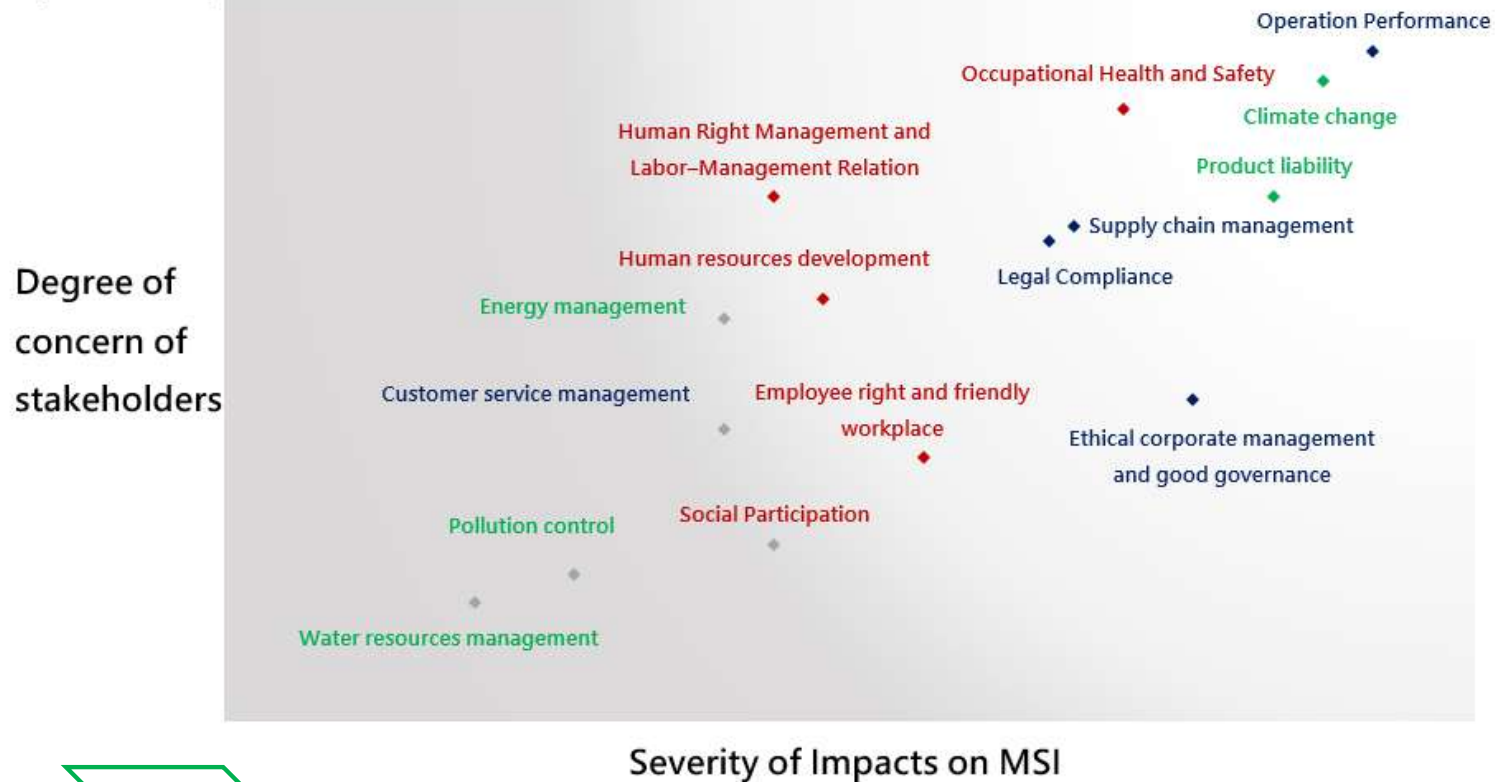 Operation Performance
Occupational Health and Safety
Climate change
Human Right Management and
Labor–Management Relation
Product liability
Supply chain management
Legal Compliance
Human resources development
Energy management
Degree of
concern of
stakeholders
Customer service management
Employee right and friendly
workplace
Ethical corporate management
and good governance
Social Participation
Pollution control
Water resources management
Severity of Impacts on MSI